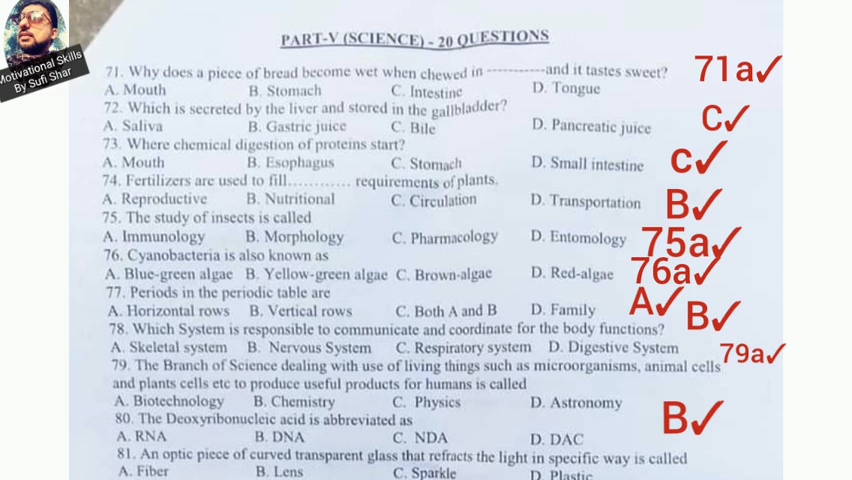 Motivational Skills
By Sufi Shar
PART-V (SCIENCE) - 20 QUESTIONS
71. Why does a piece of bread become wet when chewed in ----------and it tastes sweet? 71a✓
A. Mouth B. Stomach C. Intestine D. Tongue
72. Which is secreted by the liver and stored in the gallbladder? C✓
A. Saliva B. Gastric juice C. Bile D. Pancreatic juice
73. Where chemical digestion of proteins start?
A. Mouth B. Esophagus C. Stomach D. Small intestine c✓
74. Fertilizers are used to fill………… requirements of plants.
A. Reproductive B. Nutritional C. Circulation D. Transportation B✓
75. The study of insects is called
A. Immunology B. Morphology C. Pharmacology D. Entomology 75a✓
76. Cyanobacteria is also known as
A. Blue-green algae B. Yellow-green algae C. Brown-algae D. Red-algae 76a✓
77. Periods in the periodic table are
A. Horizontal rows B. Vertical rows C. Both A and B D. Family A✓ B✓
78. Which System is responsible to communicate and coordinate for the body functions?
A. Skeletal system B. Nervous System C. Respiratory system D. Digestive System
79. The Branch of Science dealing with use of living things such as microorganisms, animal cells 79a✓
and plants cells etc to produce useful products for humans is called
A. Biotechnology B. Chemistry C. Physics D. Astronomy
80. The Deoxyribonucleic acid is abbreviated as B✓
A. RNA B. DNA C. NDA D. DAC
81. An optic piece of curved transparent glass that refracts the light in specific way is called
A. Fiber B. Lens C. Sparkle D. Plastic